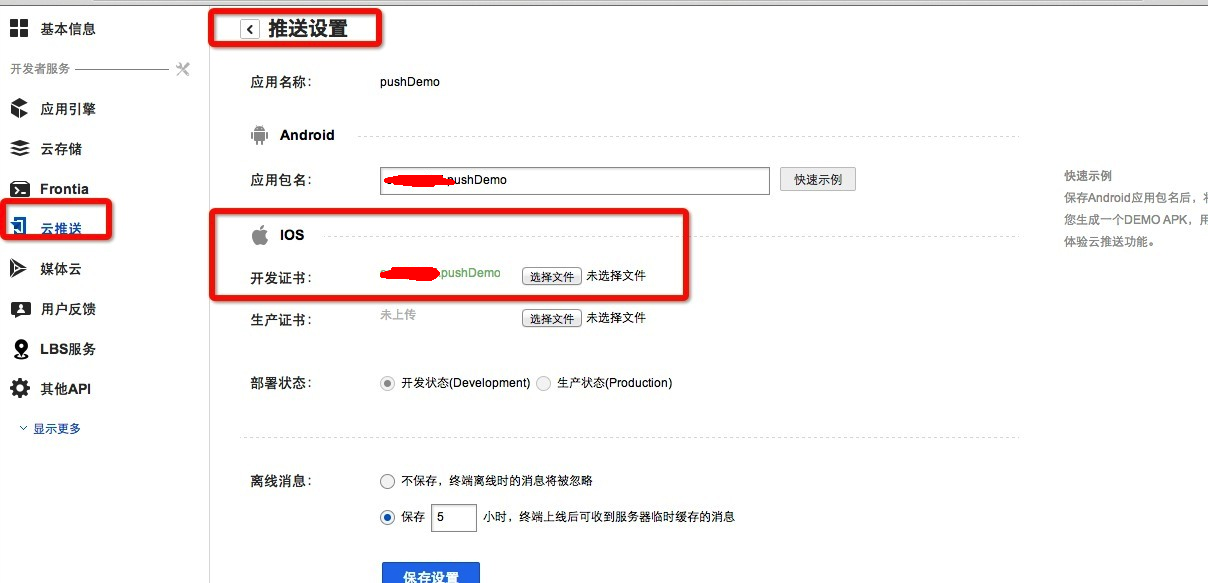 基本信息
开发者服务
应用引擎
云存储
Frontia
云推送
媒体云
用户反馈
LBS服务
其他API
显示更多
推送设置
应用名称： pushDemo
Android
应用包名： pushDemo 快速示例
IOS
开发证书： pushDemo 选择文件 未选择文件
生产证书： 未上传 选择文件 未选择文件
部署状态： 开发状态(Development) 生产状态(Production)
离线消息： 不保存，终端离线时的消息将被忽略
保存 5 小时，终端上线后可收到服务器临时缓存的消息
保存设置
快速示例
保存Android应用包名后，
您生成一个DEMO APK，用
体验云推送功能。